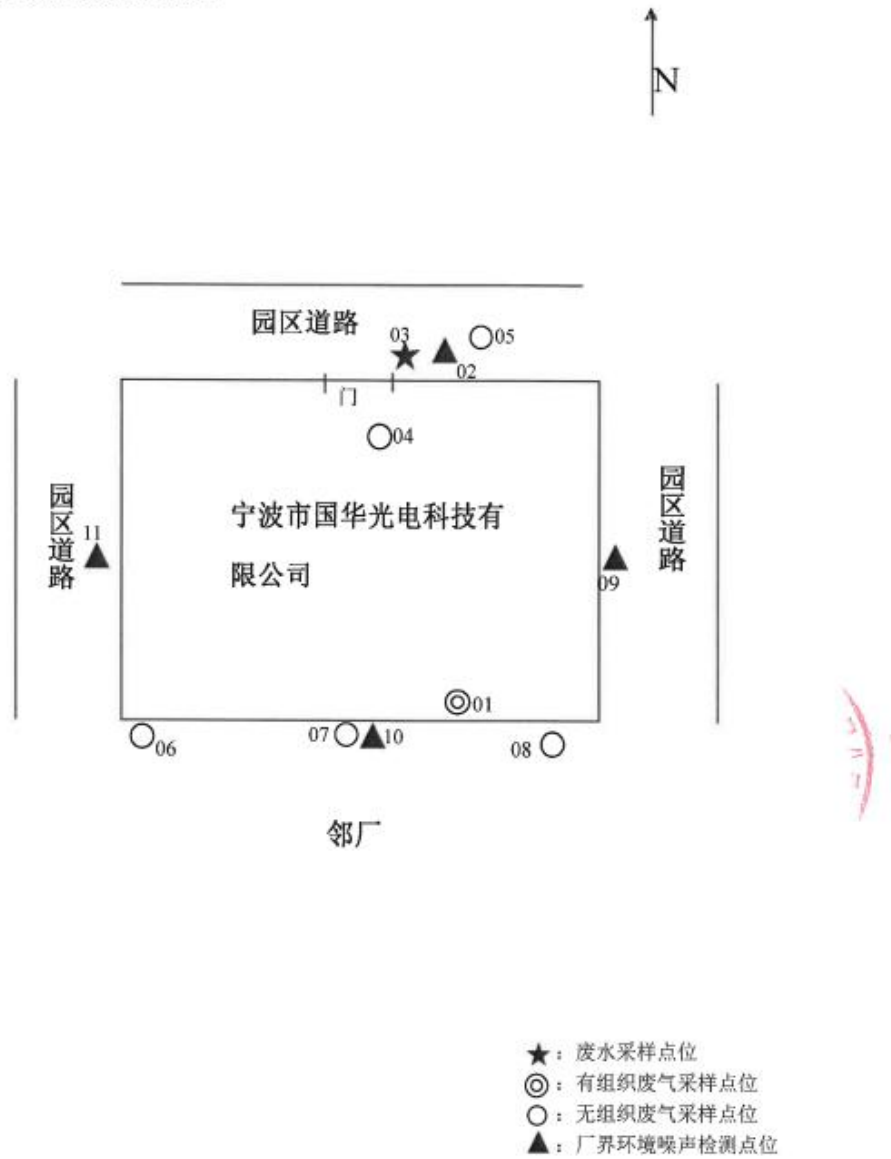 N
园区道路
03
05
02
门
04
园区道路
11
宁波市国华光电科技有
限公司
园区道路
09
01
06
07
10
08
邻厂
★：废水采样点位
◎：有组织废气采样点位
○：无组织废气采样点位
▲：厂界环境噪声检测点位